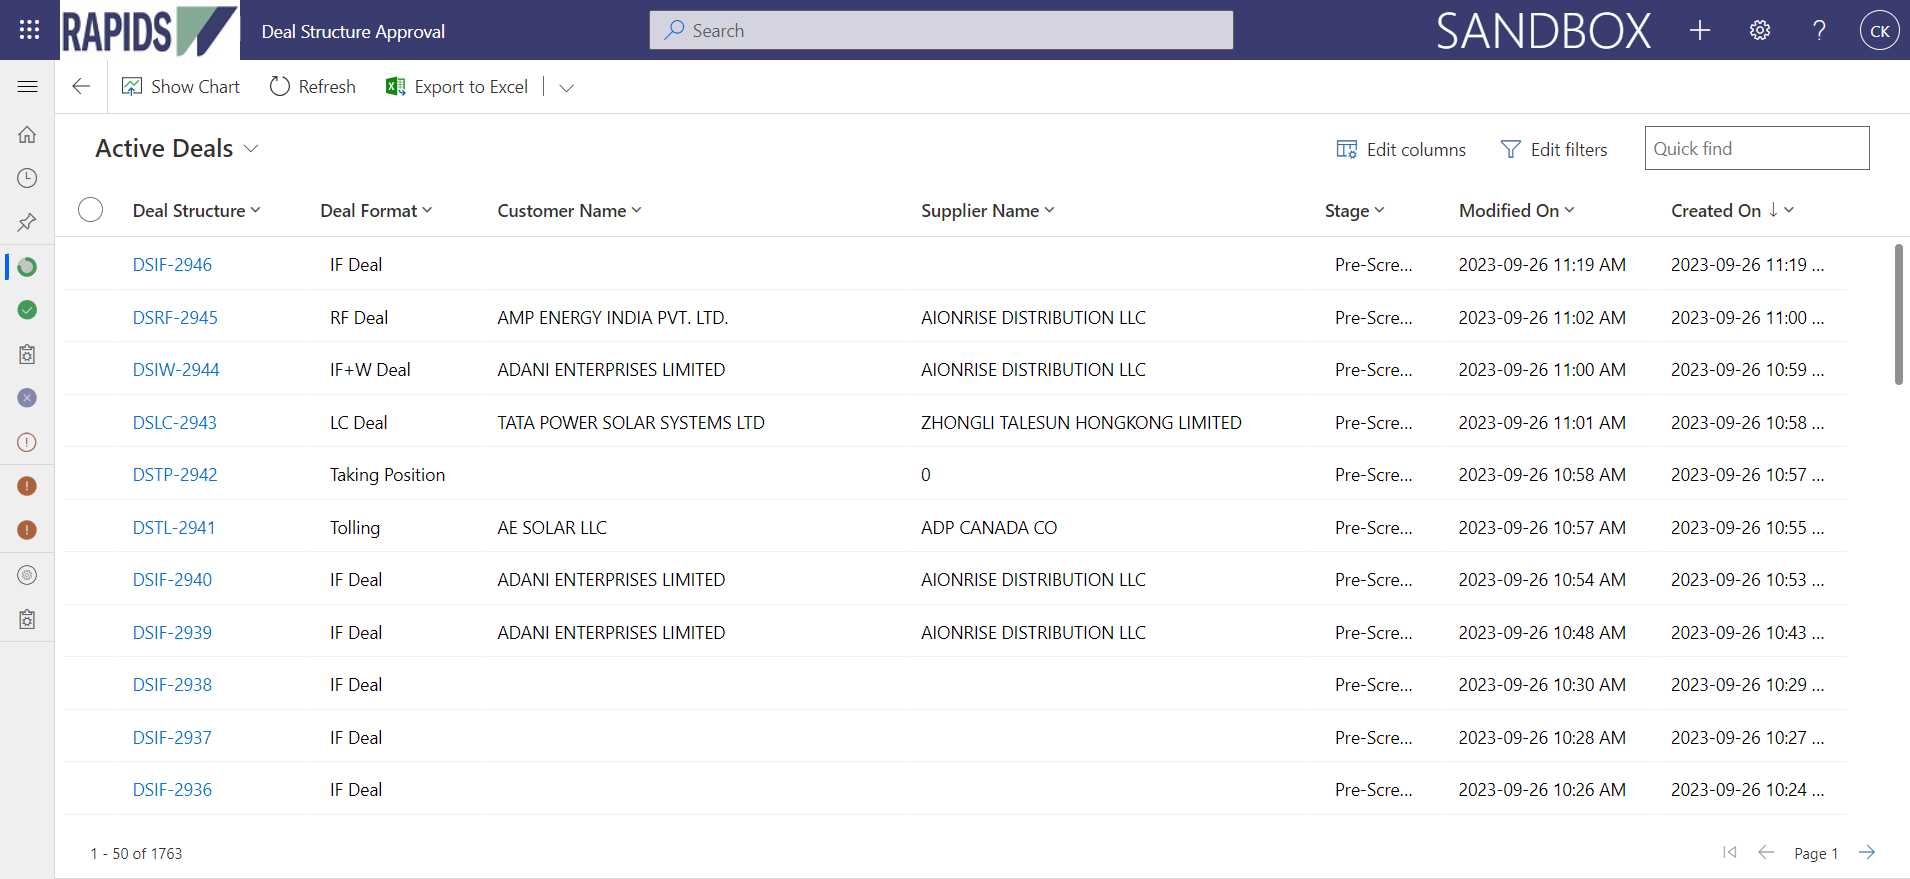 RAPIDS Deal Structure Approval Search SANDBOX CK
Show Chart Refresh Export to Excel
Active Deals Edit columns Edit filters Quick find
Deal Structure Deal Format Customer Name Supplier Name Stage Modified On Created On
DSIF-2946 IF Deal Pre-Scre... 2023-09-26 11:19 AM 2023-09-26 11:19 ...
DSRF-2945 RF Deal AMP ENERGY INDIA PVT. LTD. AIONRISE DISTRIBUTION LLC Pre-Scre... 2023-09-26 11:02 AM 2023-09-26 11:00 ...
DSIW-2944 IF+W Deal ADANI ENTERPRISES LIMITED AIONRISE DISTRIBUTION LLC Pre-Scre... 2023-09-26 11:00 AM 2023-09-26 10:59 ...
DSLC-2943 LC Deal TATA POWER SOLAR SYSTEMS LTD ZHONGLI TALESUN HONGKONG LIMITED Pre-Scre... 2023-09-26 11:01 AM 2023-09-26 10:58 ...
DSTP-2942 Taking Position 0 Pre-Scre... 2023-09-26 10:58 AM 2023-09-26 10:57 ...
DSTL-2941 Tolling AE SOLAR LLC ADP CANADA CO Pre-Scre... 2023-09-26 10:57 AM 2023-09-26 10:55 ...
DSIF-2940 IF Deal ADANI ENTERPRISES LIMITED AIONRISE DISTRIBUTION LLC Pre-Scre... 2023-09-26 10:54 AM 2023-09-26 10:53 ...
DSIF-2939 IF Deal ADANI ENTERPRISES LIMITED AIONRISE DISTRIBUTION LLC Pre-Scre... 2023-09-26 10:48 AM 2023-09-26 10:43 ...
DSIF-2938 IF Deal Pre-Scre... 2023-09-26 10:30 AM 2023-09-26 10:29 ...
DSIF-2937 IF Deal Pre-Scre... 2023-09-26 10:28 AM 2023-09-26 10:27 ...
DSIF-2936 IF Deal Pre-Scre... 2023-09-26 10:26 AM 2023-09-26 10:24 ...
1 - 50 of 1763 Page 1